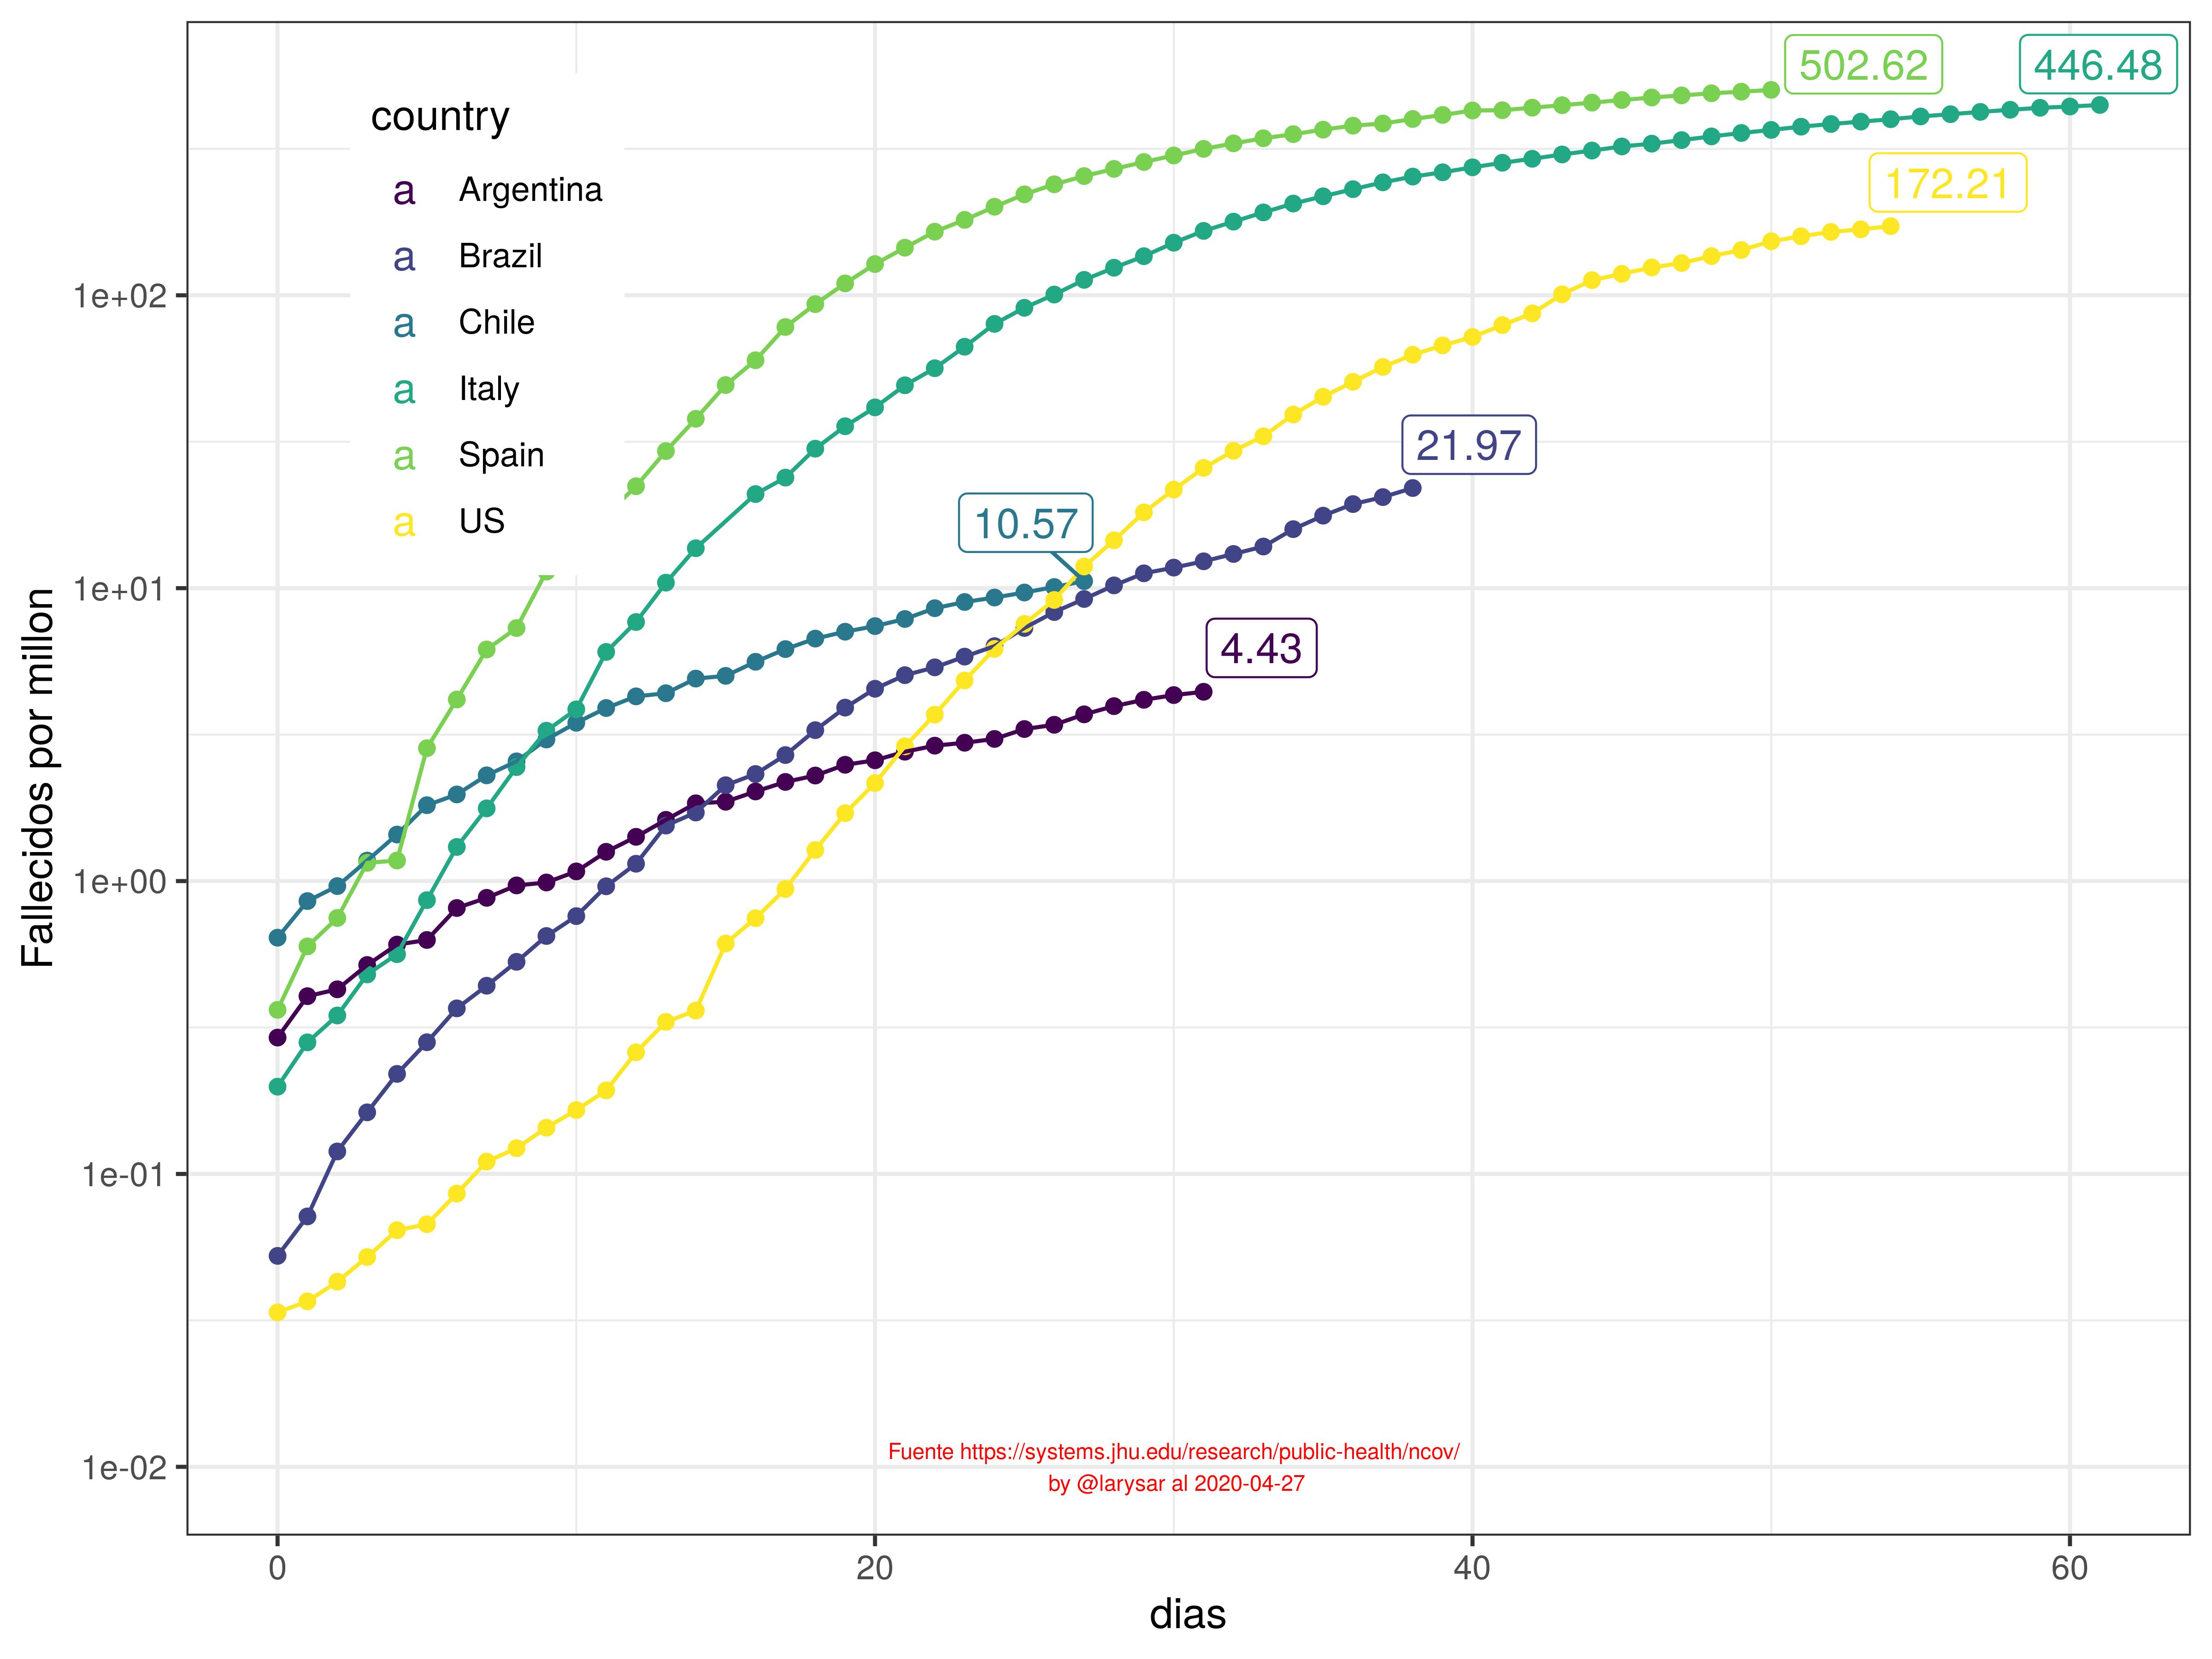 502.62
446.48
country
172.21
a Argentina
a Brazil
1e+02
a Chile
a Italy
21.97
a Spain
10.57
a US
1e+01
4.43
Fallecidos por millon
1e+00
1e-01
Fuente https://systems.jhu.edu/research/public-health/ncov/
1e-02
by @larysar al 2020-04-27
0 20 40 60
dias